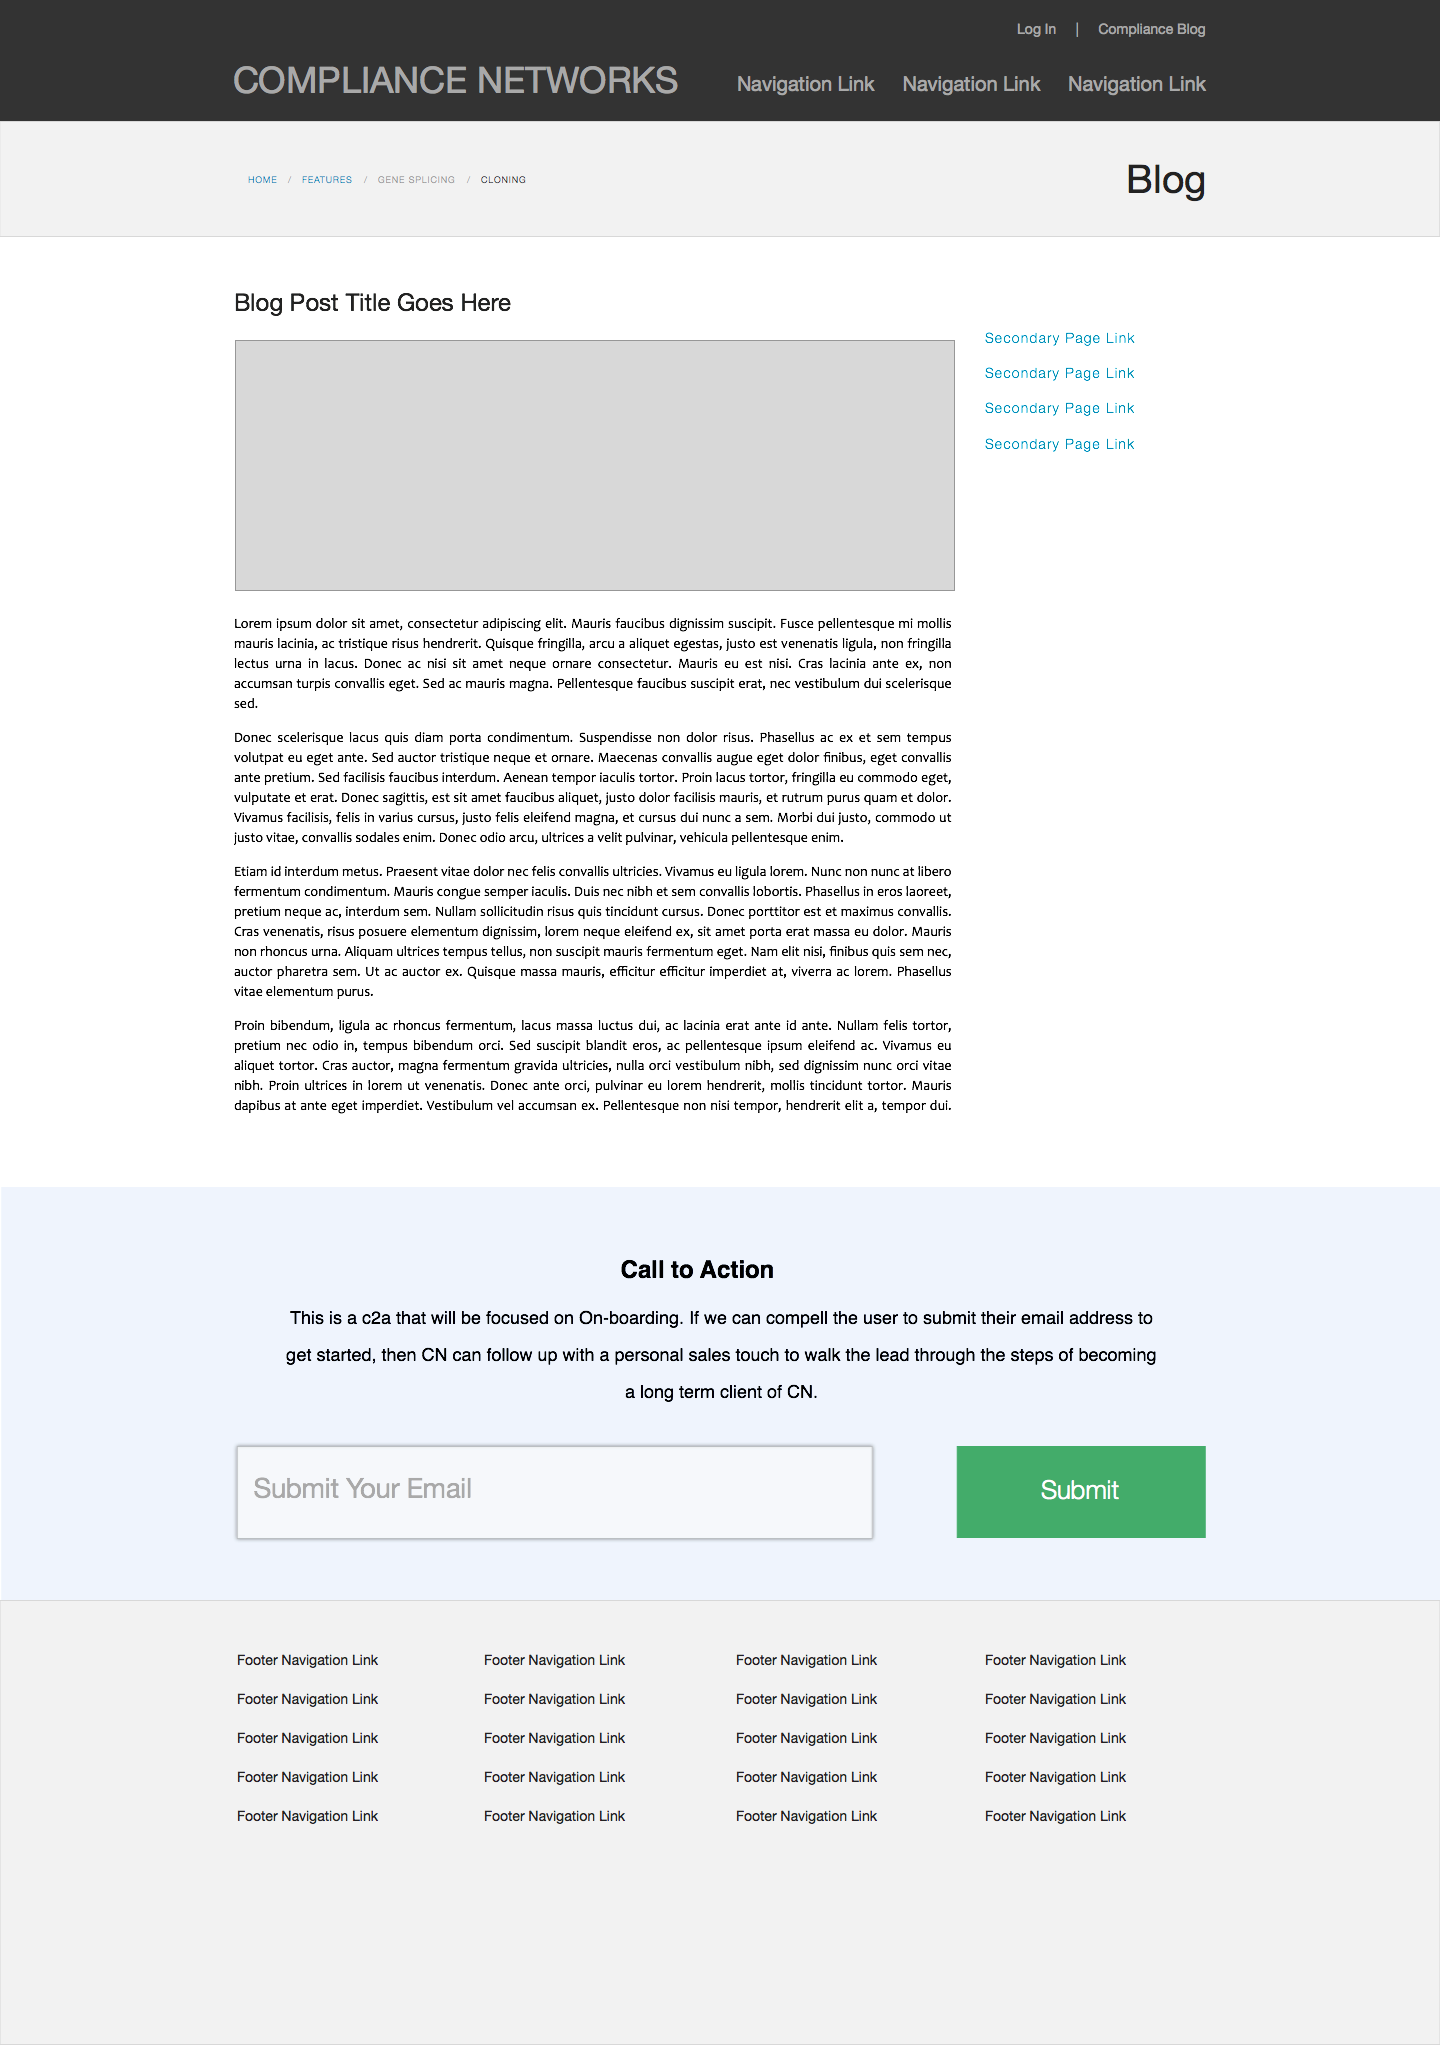 Log In | Compliance Blog
COMPLIANCE NETWORKS
Navigation Link Navigation Link Navigation Link
HOME / FEATURES / GENE SPLICING / CLONING
Blog
Blog Post Title Goes Here
Secondary Page Link
Secondary Page Link
Secondary Page Link
Secondary Page Link
Lorem ipsum dolor sit amet, consectetur adipiscing elit. Mauris faucibus dignissim suscipit. Fusce pellentesque mi mollis
mauris lacinia, ac tristique risus hendrerit. Quisque fringilla, arcu a aliquet egestas, justo est venenatis ligula, non fringilla
lectus urna in lacus. Donec ac nisi sit amet neque ornare consectetur. Mauris eu est nisi. Cras lacinia ante ex, non
accumsan turpis convallis eget. Sed ac mauris magna. Pellentesque faucibus suscipit erat, nec vestibulum dui scelerisque
sed.
Donec scelerisque lacus quis diam porta condimentum. Suspendisse non dolor risus. Phasellus ac ex et sem tempus
volutpat eu eget ante. Sed auctor tristique neque et ornare. Maecenas convallis augue eget dolor finibus, eget convallis
ante pretium. Sed facilisis faucibus interdum. Aenean tempor iaculis tortor. Proin lacus tortor, fringilla eu commodo eget,
vulputate et erat. Donec sagittis, est sit amet faucibus aliquet, justo dolor facilisis mauris, et rutrum purus quam et dolor.
Vivamus facilisis, felis in varius cursus, justo felis eleifend magna, et cursus dui nunc a sem. Morbi dui justo, commodo ut
justo vitae, convallis sodales enim. Donec odio arcu, ultrices a velit pulvinar, vehicula pellentesque enim.
Etiam id interdum metus. Praesent vitae dolor nec felis convallis ultricies. Vivamus eu ligula lorem. Nunc non nunc at libero
fermentum condimentum. Mauris congue semper iaculis. Duis nec nibh et sem convallis lobortis. Phasellus in eros laoreet,
pretium neque ac, interdum sem. Nullam sollicitudin risus quis tincidunt cursus. Donec porttitor est et maximus convallis.
Cras venenatis, risus posuere elementum dignissim, lorem neque eleifend ex, sit amet porta erat massa eu dolor. Mauris
non rhoncus urna. Aliquam ultrices tempus tellus, non suscipit mauris fermentum eget. Nam elit nisi, finibus quis sem nec,
auctor pharetra sem. Ut ac auctor ex. Quisque massa mauris, efficitur efficitur imperdiet at, viverra ac lorem. Phasellus
vitae elementum purus.
Proin bibendum, ligula ac rhoncus fermentum, lacus massa luctus dui, ac lacinia erat ante id ante. Nullam felis tortor,
pretium nec odio in, tempus bibendum orci. Sed suscipit blandit eros, ac pellentesque ipsum eleifend ac. Vivamus eu
aliquet tortor. Cras auctor, magna fermentum gravida ultricies, nulla orci vestibulum nibh, sed dignissim nunc orci vitae
nibh. Proin ultrices in lorem ut venenatis. Donec ante orci, pulvinar eu lorem hendrerit, mollis tincidunt tortor. Mauris
dapibus at ante eget imperdiet. Vestibulum vel accumsan ex. Pellentesque non nisi tempor, hendrerit elit a, tempor dui.
Call to Action
This is a c2a that will be focused on On-boarding. If we can compell the user to submit their email address to
get started, then CN can follow up with a personal sales touch to walk the lead through the steps of becoming
a long term client of CN.
Submit Your Email
Submit
Footer Navigation Link Footer Navigation Link Footer Navigation Link Footer Navigation Link
Footer Navigation Link Footer Navigation Link Footer Navigation Link Footer Navigation Link
Footer Navigation Link Footer Navigation Link Footer Navigation Link Footer Navigation Link
Footer Navigation Link Footer Navigation Link Footer Navigation Link Footer Navigation Link
Footer Navigation Link Footer Navigation Link Footer Navigation Link Footer Navigation Link